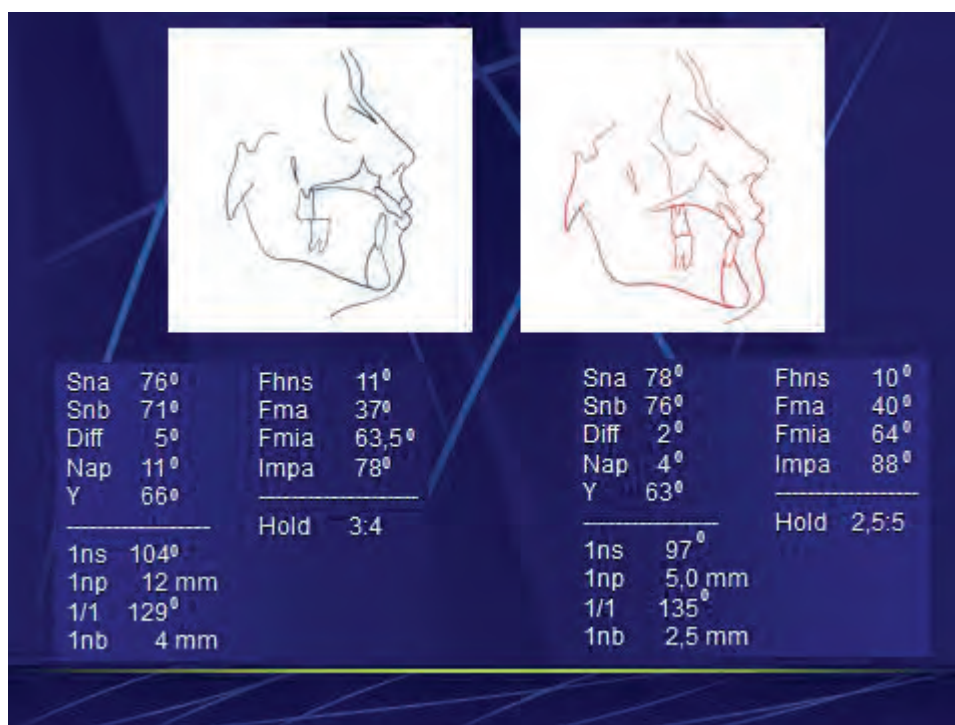 Sna 76⁰
Snb 71⁰
Diff 5⁰
Nap 11⁰
Y 66⁰
1ns 104⁰
1np 12 mm
1/1 129⁰
1nb 4 mm
Fhns 11⁰
Fma 37⁰
Fmia 63,5⁰
Impa 78⁰
Hold 3:4
Sna 78⁰
Snb 76⁰
Diff 2⁰
Nap 4⁰
Y 63⁰
1ns 97⁰
1np 5,0 mm
1/1 135⁰
1nb 2,5 mm
Fhns 10⁰
Fma 40⁰
Fmia 64⁰
Impa 88⁰
Hold 2,5:5